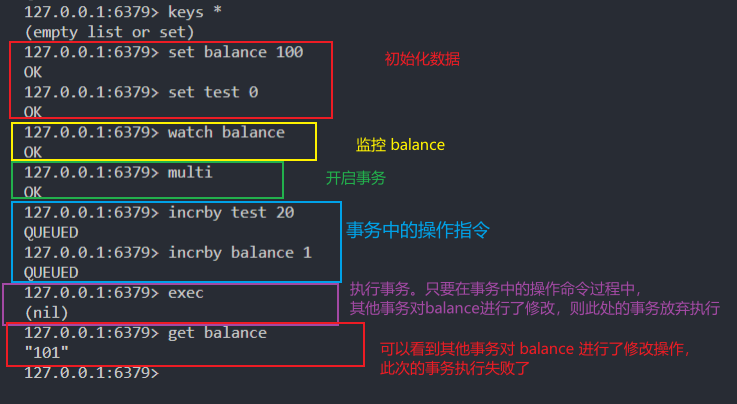 127.0.0.1:6379> keys *
(empty list or set)
127.0.0.1:6379> set balance 100
初始化数据
OK
127.0.0.1:6379> set test 0
OK
127.0.0.1:6379> watch balance
监控 balance
OK
127.0.0.1:6379> multi
开启事务
OK
127.0.0.1:6379> incrby test 20
QUEUED
事务中的操作指令
127.0.0.1:6379> incrby balance 1
QUEUED
127.0.0.1:6379> exec
(nil)
执行事务。只要在事务中的操作命令过程中，
其他事务对balance进行了修改，则此处的事务放弃执行
127.0.0.1:6379> get balance
"101"
可以看到其他事务对 balance 进行了修改操作，
此次的事务执行失败了
127.0.0.1:6379>